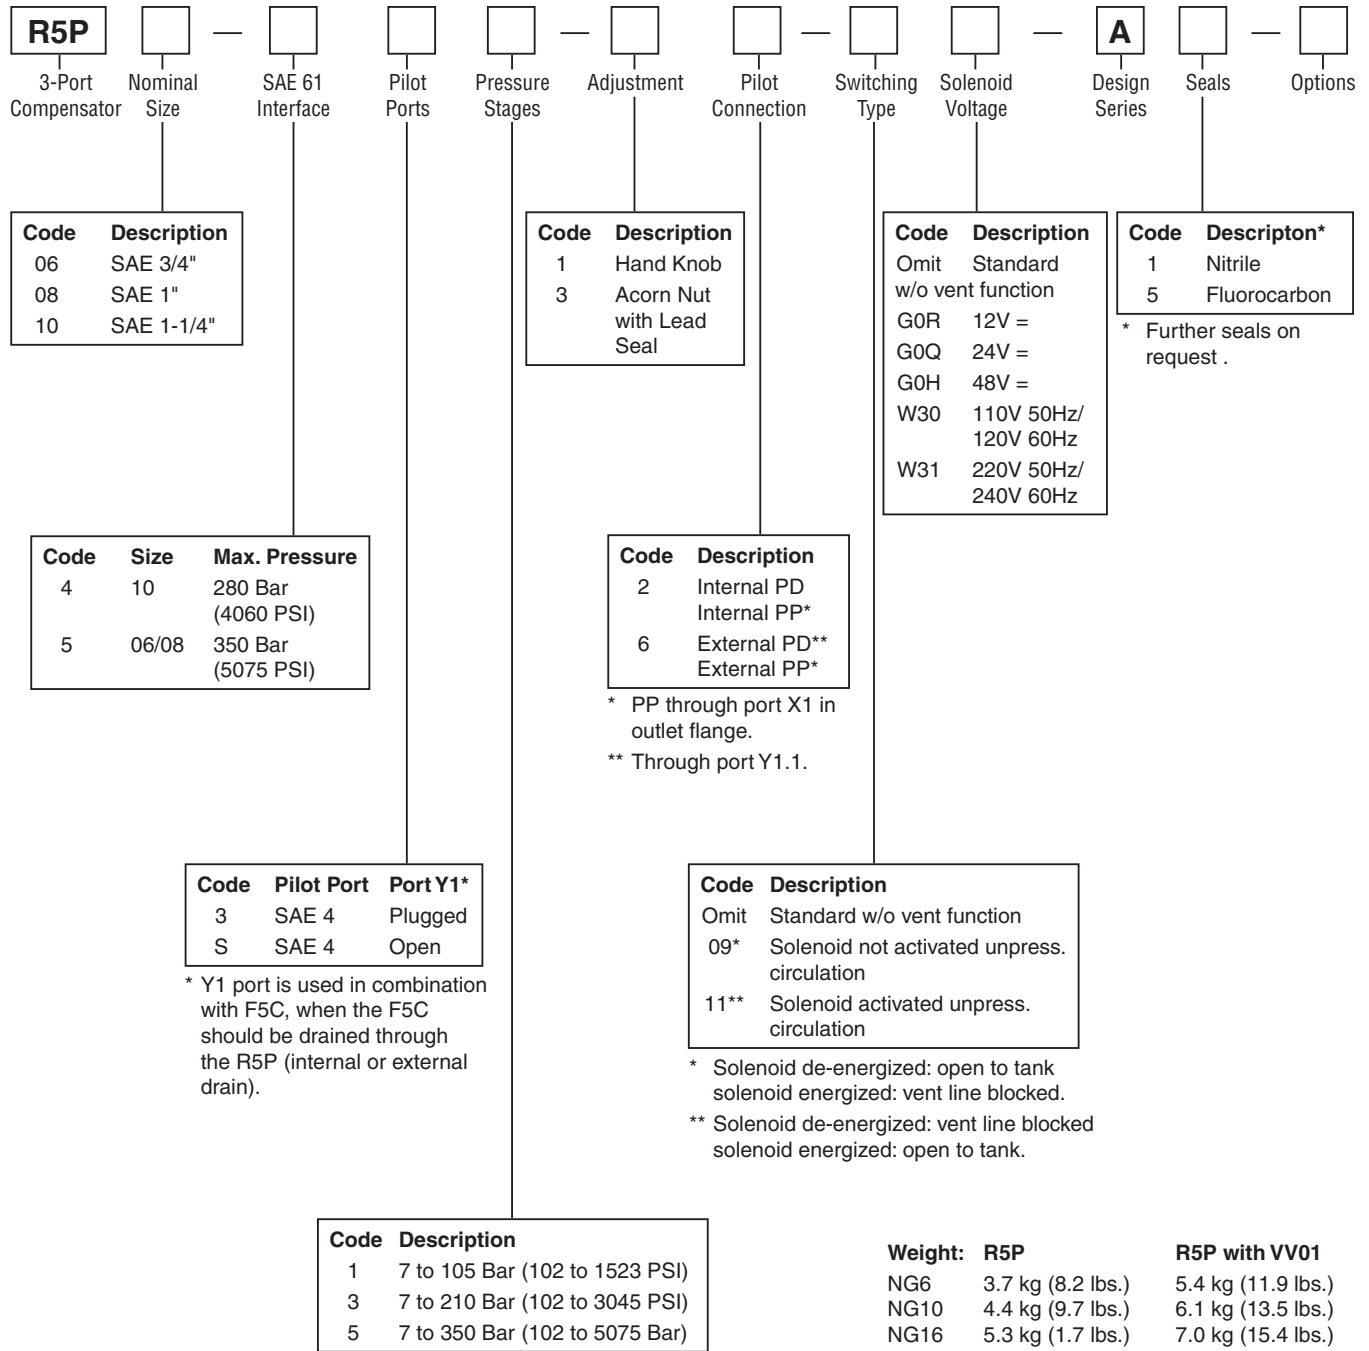 R5P — — — — A —
3-Port Compensator
Nominal Size
SAE 61 Interface
Pilot Ports
Pressure Stages
Adjustment
Pilot Connection
Switching Type
Solenoid Voltage
Design Series
Seals
Options
Code Description
06 SAE 3/4"
08 SAE 1"
10 SAE 1-1/4"
Code Description
1 Hand Knob
3 Acorn Nut
with Lead
Seal
Code Description
Omit Standard
w/o vent function
G0R 12V =
G0Q 24V =
G0H 48V =
W30 110V 50Hz/
120V 60Hz
W31 220V 50Hz/
240V 60Hz
Code Descripton*
1 Nitrile
5 Fluorocarbon
* Further seals on
request .
Code Size Max. Pressure
4 10 280 Bar
(4060 PSI)
5 06/08 350 Bar
(5075 PSI)
Code Description
2 Internal PD
Internal PP*
6 External PD**
External PP*
* PP through port X1 in
outlet flange.
** Through port Y1.1.
Code Pilot Port Port Y1*
3 SAE 4 Plugged
S SAE 4 Open
* Y1 port is used in combination
with F5C, when the F5C
should be drained through
the R5P (internal or external
drain).
Code Description
Omit Standard w/o vent function
09* Solenoid not activated unpress.
circulation
11** Solenoid activated unpress.
circulation
* Solenoid de-energized: open to tank
solenoid energized: vent line blocked.
** Solenoid de-energized: vent line blocked
solenoid energized: open to tank.
Code Description
1 7 to 105 Bar (102 to 1523 PSI)
3 7 to 210 Bar (102 to 3045 PSI)
5 7 to 350 Bar (102 to 5075 Bar)
Weight: R5P R5P with VV01
NG6 3.7 kg (8.2 lbs.) 5.4 kg (11.9 lbs.)
NG10 4.4 kg (9.7 lbs.) 6.1 kg (13.5 lbs.)
NG16 5.3 kg (1.7 lbs.) 7.0 kg (15.4 lbs.)